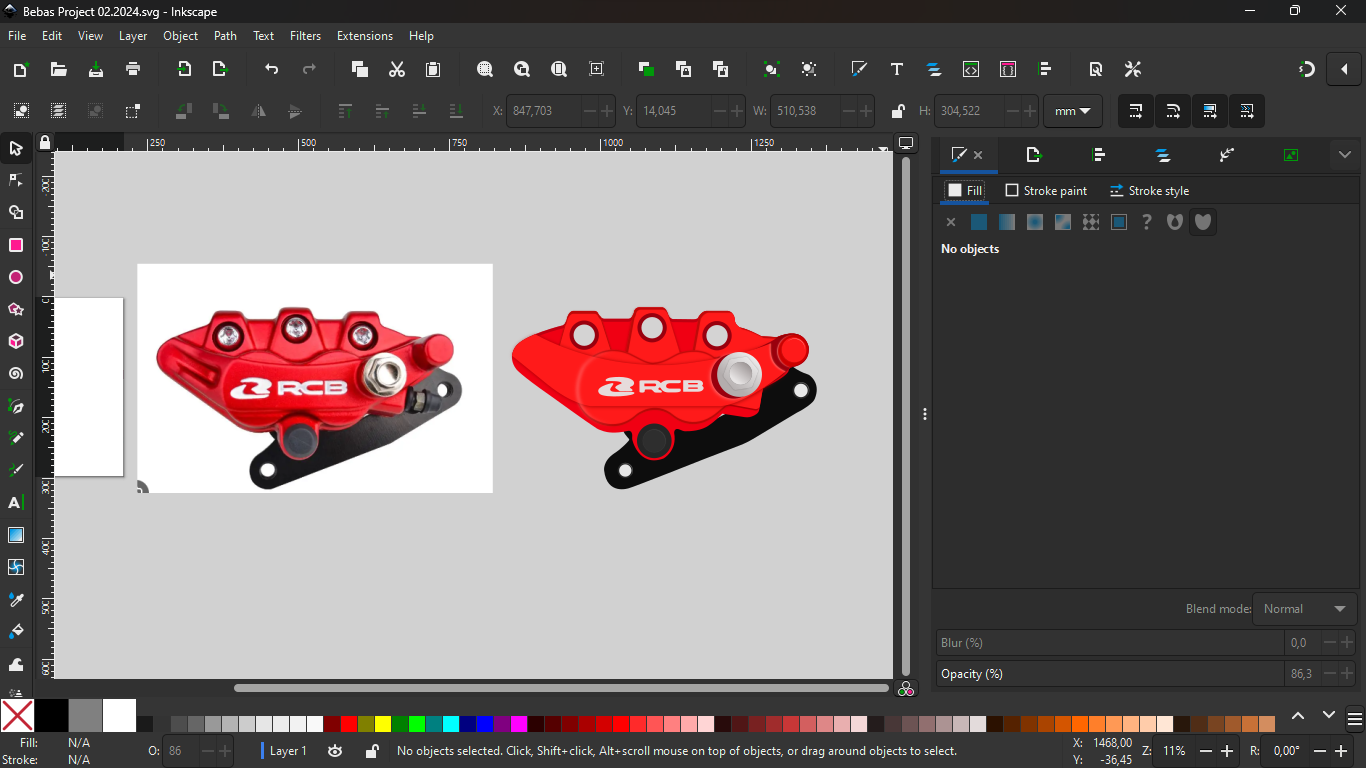 Bebas Project 02.2024.svg - Inkscape
File Edit View Layer Object Path Text Filters Extensions Help
X: 847,703 Y: 14,045 W: 510,538 H: 304,522 mm
250 500 750 1000 1250
Fill Stroke paint Stroke style
No objects
RCB RCB
Blend mode: Normal
Blur (%) 0,0
Opacity (%) 86,3
Fill: N/A
Stroke: N/A
O: 86
Layer 1
No objects selected. Click, Shift+click, Alt+scroll mouse on top of objects, or drag around objects to select.
X: 1468,00
Y: -36,45
Z: 11%
R: 0,00°